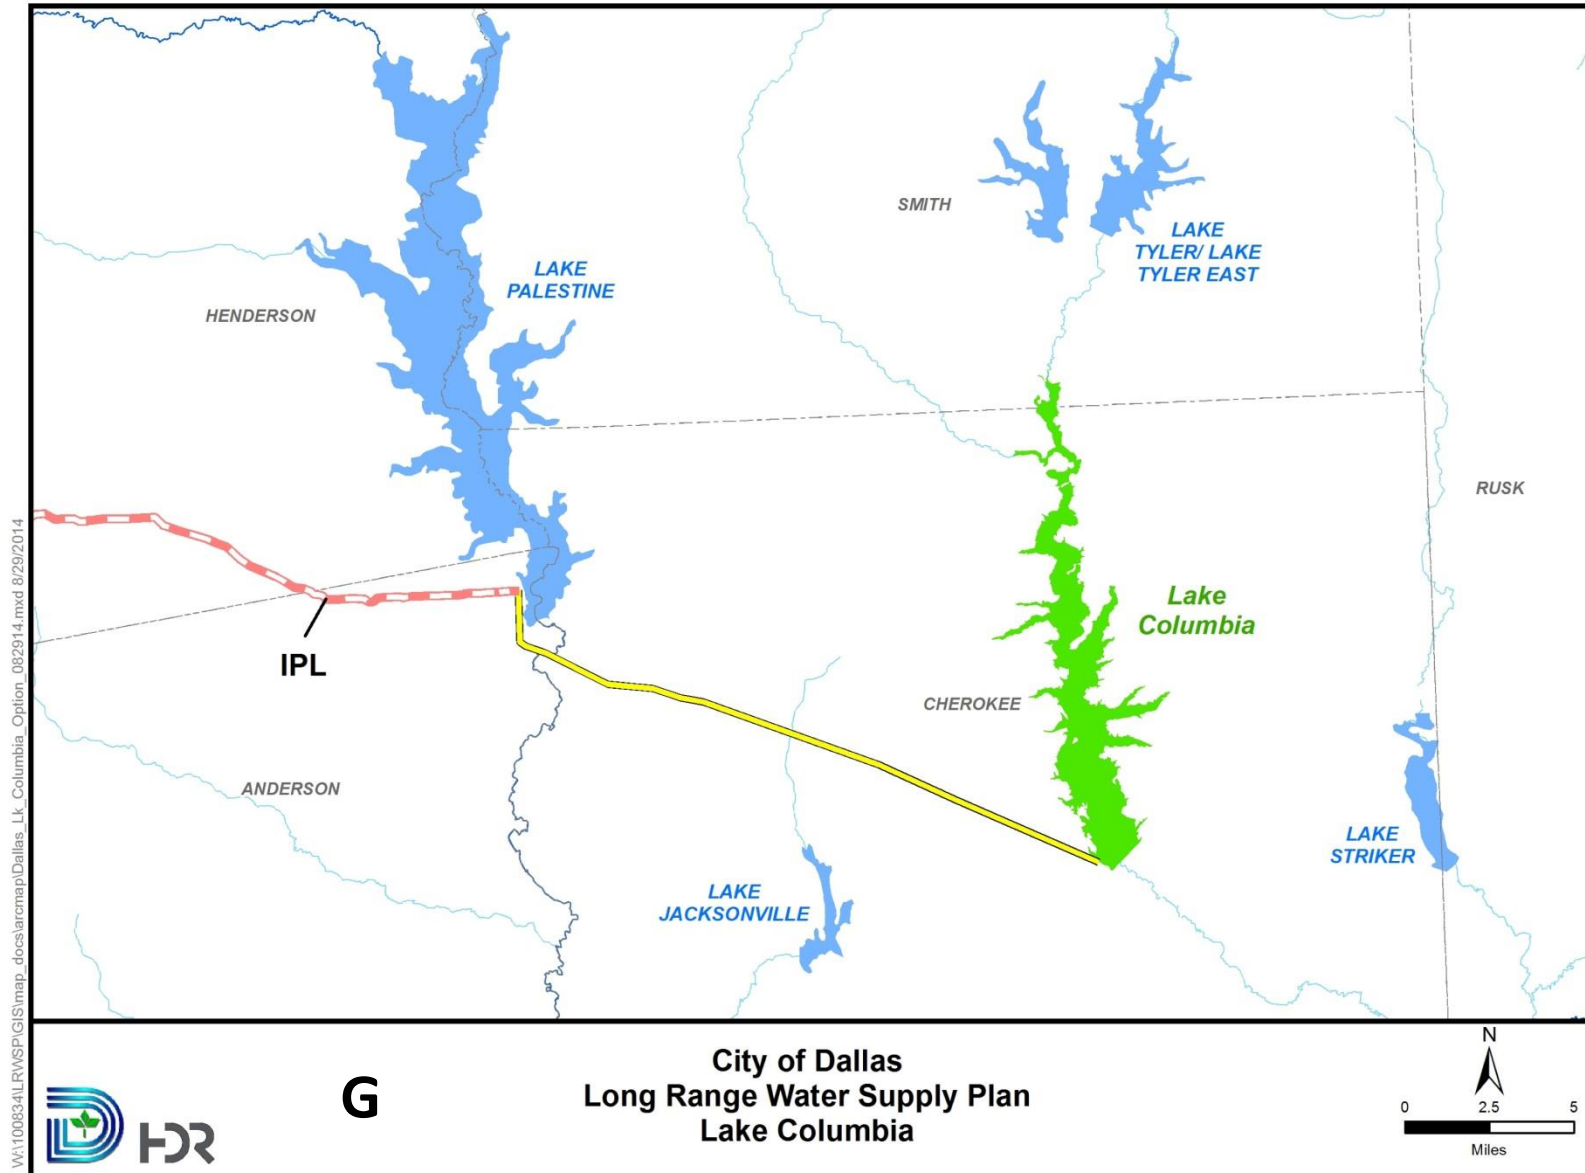 SMITH
LAKE
TYLER/ LAKE
TYLER EAST
LAKE
PALESTINE
HENDERSON
RUSK
Lake
Columbia
IPL
CHEROKEE
ANDERSON
LAKE
STRIKER
LAKE
JACKSONVILLE
W:\100834\LRWSP\GIS\map_docs\arcmap\Dallas_Lk_Columbia_Option_082914.mxd 8/29/2014
HDR
G
City of Dallas
Long Range Water Supply Plan
Lake Columbia
N
0 2.5 5
Miles